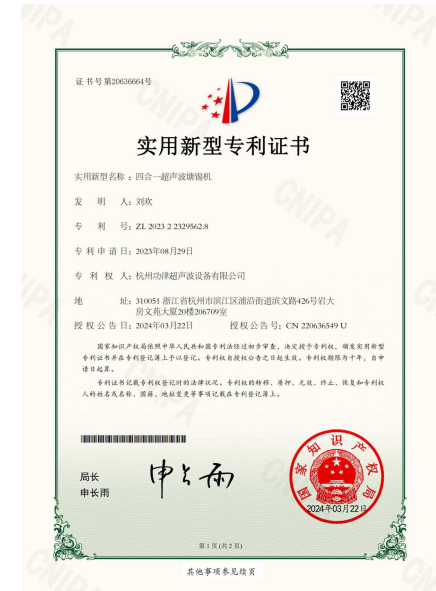 证书号第20636664号
实用新型专利证书
实用新型名称：四合一超声波塘锡机
发明人：刘欢
专利号：ZL 2023 2 2329562.8
专利申请日：2023年08月29日
专利权人：杭州功律超声波设备有限公司
地址：310051 浙江省杭州市滨江区浦沿街道滨文路426号岩大
房文苑大厦20楼206709室
授权公告日：2024年03月22日 授权公告号：CN 220636549 U
国家知识产权局依照中华人民共和国专利法经过初步审查，决定授予专利权，颁发实用新型
专利证书并在专利登记簿上予以登记。专利权自授权公告之日起生效。专利权期限为十年，自申
请日起算。
专利证书记载专利权登记时的法律状况。专利权的转移、质押、无效、终止、恢复和专利权
人的姓名或名称、国籍、地址变更等事项记载在专利登记簿上。
局长
申长雨
申长雨
国家知识产权局
2024年03月22日
第 1 页 (共 2 页)
其他事项参见续页
CNIPA